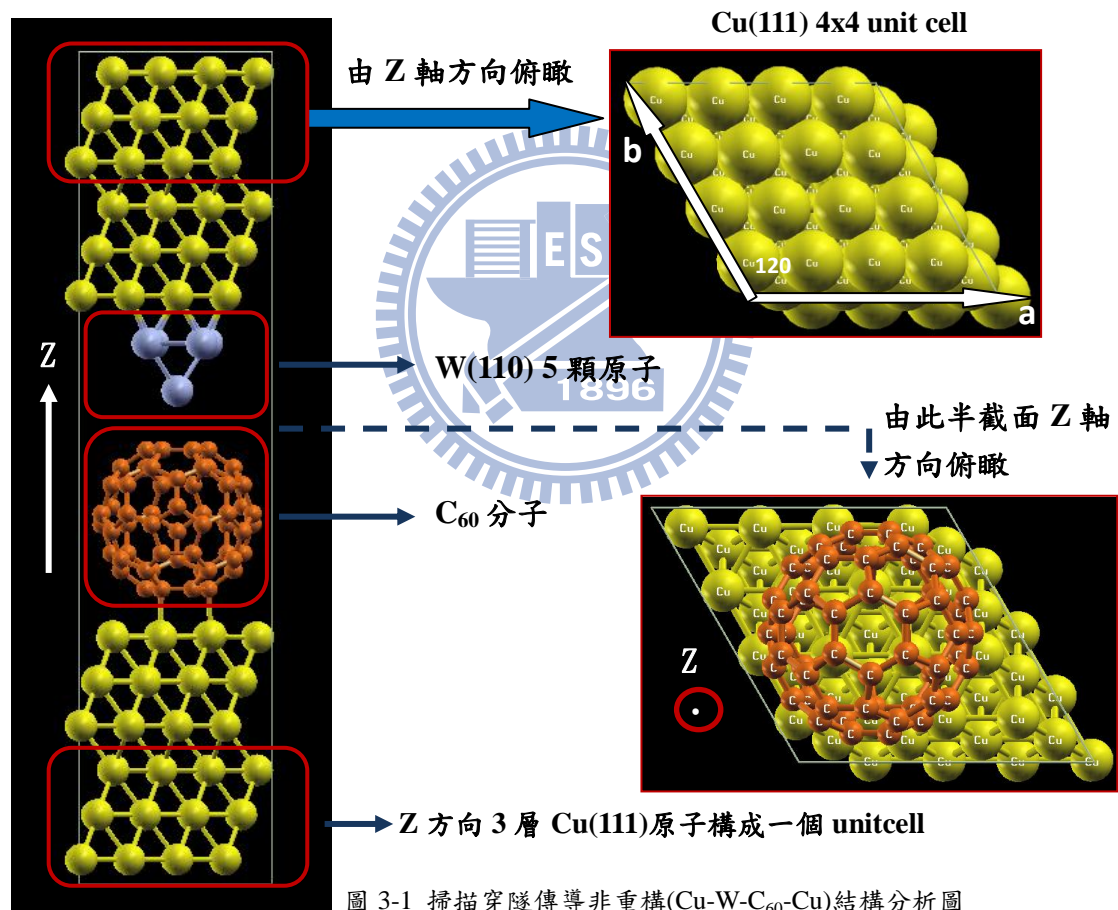 Cu(111) 4x4 unit cell
由 Z 軸方向俯瞰
b
120
a
Z
W(110) 5 顆原子
ES
1896
由此半截面 Z 軸
方向俯瞰
C₆₀ 分子
Z
Z 方向 3 層 Cu(111)原子構成一個 unitcell
圖 3-1 掃描穿隧傳導非重構(Cu-W-C₆₀-Cu)結構分析圖